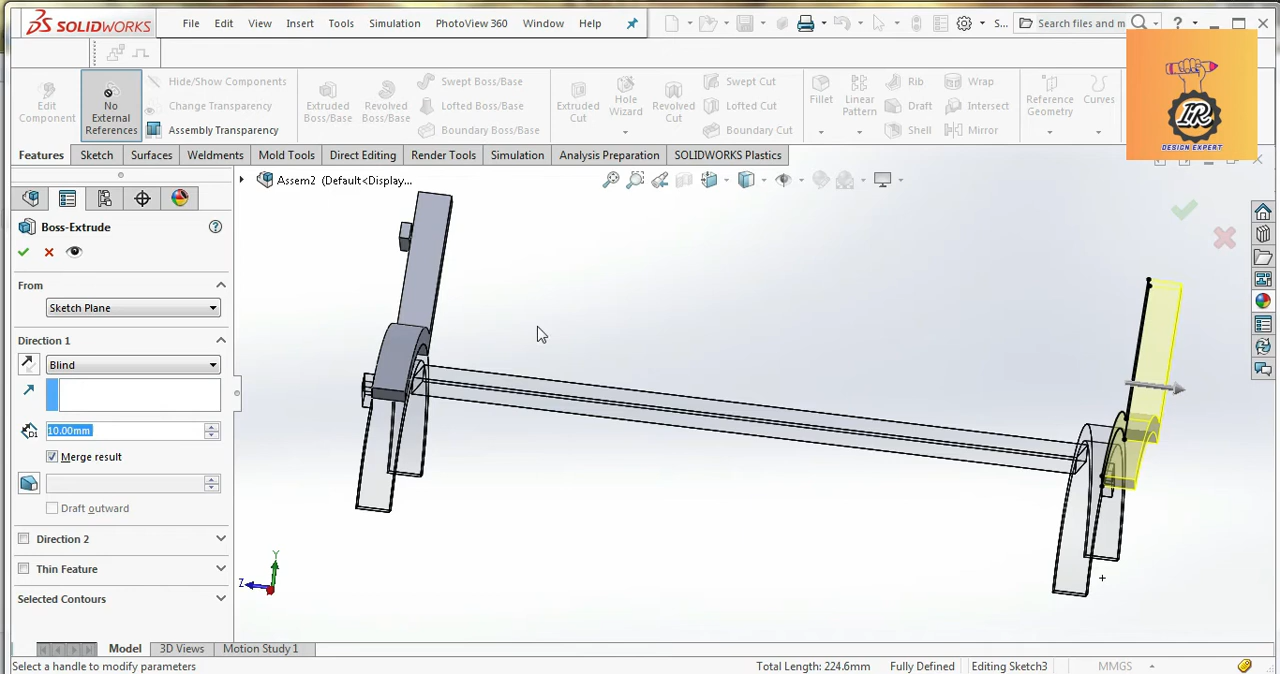 SOLIDWORKS File Edit View Insert Tools Simulation PhotoView 360 Window Help S... Search files and m ?
Edit Component
No External References
Hide/Show Components
Change Transparency
Assembly Transparency
Extruded Boss/Base
Revolved Boss/Base
Swept Boss/Base
Lofted Boss/Base
Boundary Boss/Base
Extruded Cut
Hole Wizard
Revolved Cut
Swept Cut
Lofted Cut
Boundary Cut
Fillet
Linear Pattern
Rib
Draft
Shell
Wrap
Intersect
Mirror
Reference Geometry
Curves
IR
DESIGN EXPERT
Features Sketch Surfaces Weldments Mold Tools Direct Editing Render Tools Simulation Analysis Preparation SOLIDWORKS Plastics
Assem2 (Default<Display...
Boss-Extrude
From
Sketch Plane
Direction 1
Blind
D1
10.00mm
Merge result
Draft outward
Direction 2
Thin Feature
Selected Contours
Y
Z
Model 3D Views Motion Study 1
Select a handle to modify parameters Total Length: 224.6mm Fully Defined Editing Sketch3 MMGS